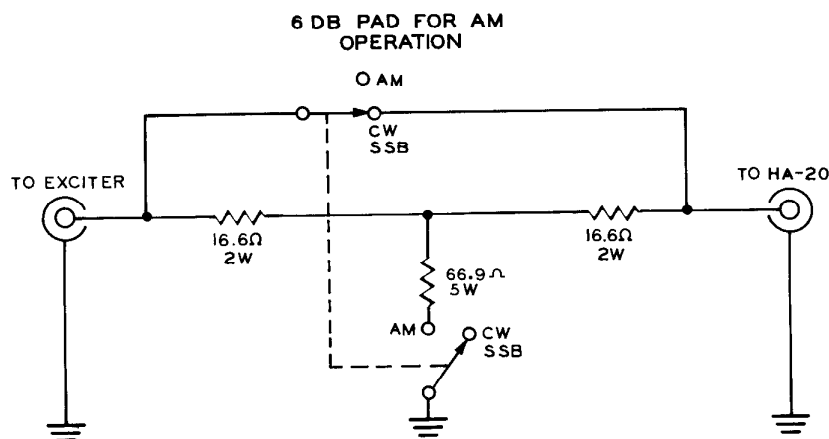 6 DB PAD FOR AM
OPERATION
AM
CW
SSB
TO EXCITER
TO HA-20
16.6Ω
2W
16.6Ω
2W
66.9Ω
5W
AM
CW
SSB